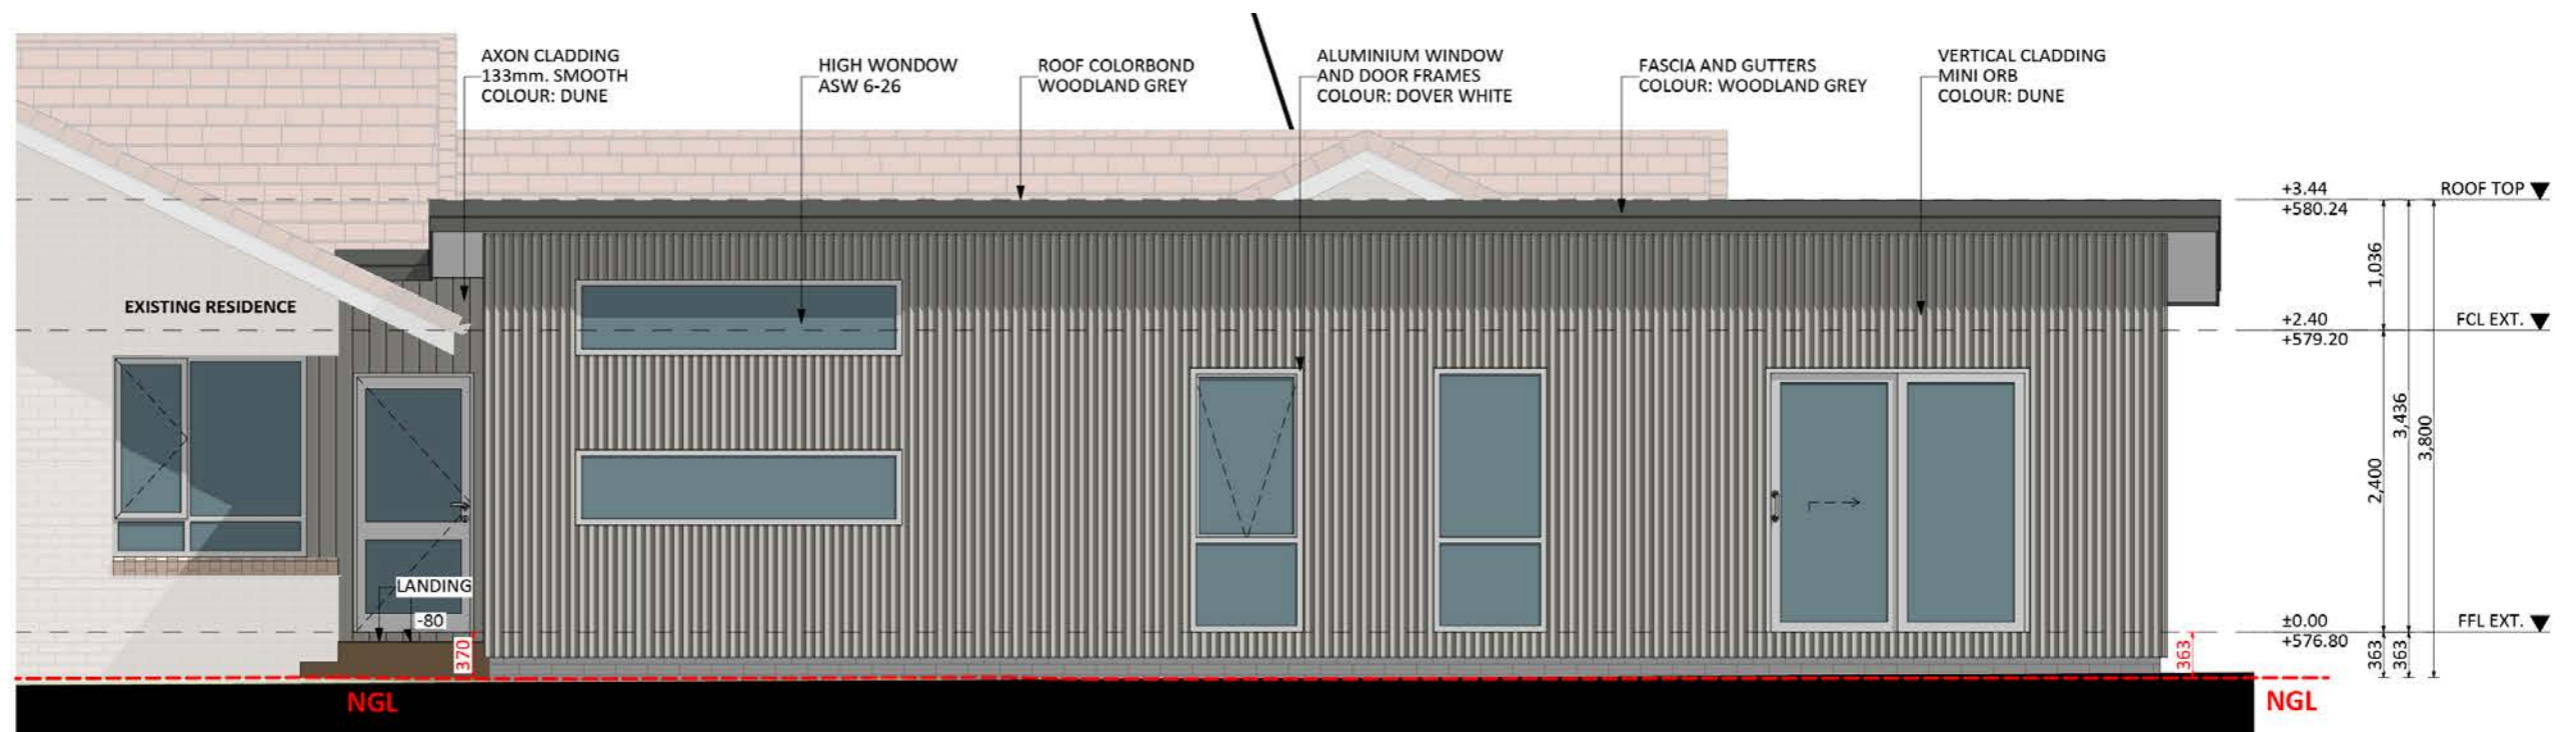 AXON CLADDING
133mm. SMOOTH
COLOUR: DUNE
HIGH WONDOW
ASW 6-26
ROOF COLORBOND
WOODLAND GREY
ALUMINIUM WINDOW
AND DOOR FRAMES
COLOUR: DOVER WHITE
FASCIA AND GUTTERS
COLOUR: WOODLAND GREY
VERTICAL CLADDING
MINI ORB
COLOUR: DUNE
+3.44
+580.24
ROOF TOP
1,036
EXISTING RESIDENCE
+2.40
+579.20
FCL EXT.
3,436
3,800
2,400
LANDING
-80
370
±0.00
+576.80
FFL EXT.
363
363
363
NGL
NGL